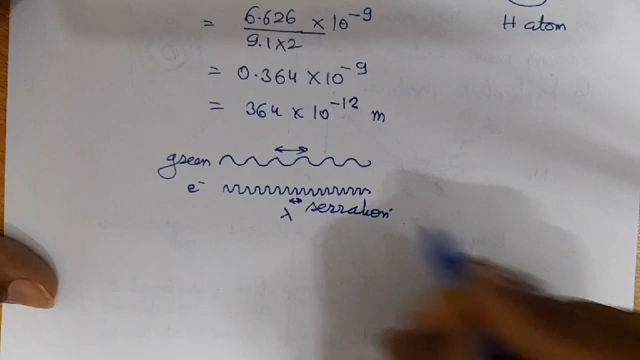 = 6.626 × 10⁻⁹ / 9.1 × 2
H atom
= 0.364 × 10⁻⁹
= 364 × 10⁻¹² m
green
e⁻
λ serration